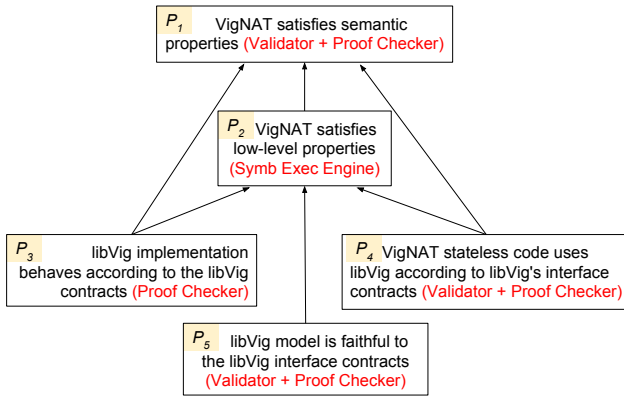 P1 VigNAT satisfies semantic
properties (Validator + Proof Checker)
P2 VigNAT satisfies
low-level properties
(Symb Exec Engine)
P3 libVig implementation
behaves according to the libVig
contracts (Proof Checker)
P4 VigNAT stateless code uses
libVig according to libVig's interface
contracts (Validator + Proof Checker)
P5 libVig model is faithful to
the libVig interface contracts
(Validator + Proof Checker)